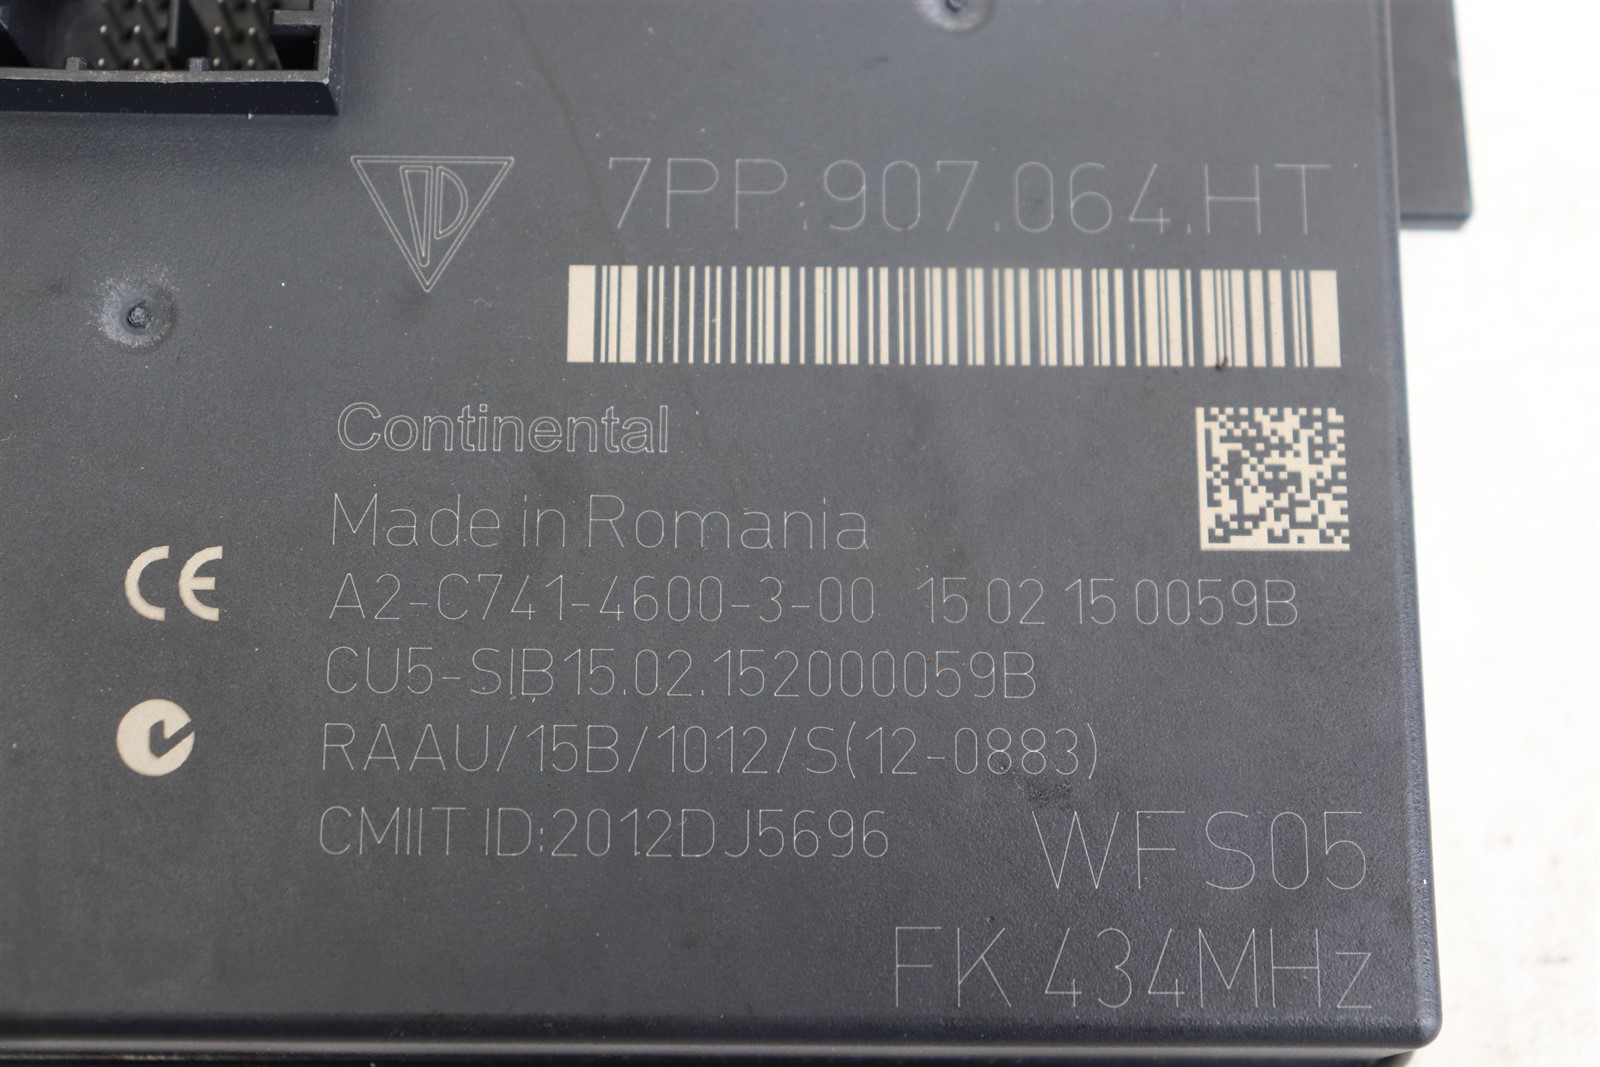 7PP.907.064.HT
Continental
Made in Romania
A2-C741-4600-3-00 15 02 15 0059B
CU5-SIB15.02.152000059B
CE
RAAU/15B/1012/S(12-0883)
CMIIT ID:2012DJ5696
WFS05
FK 434MHz